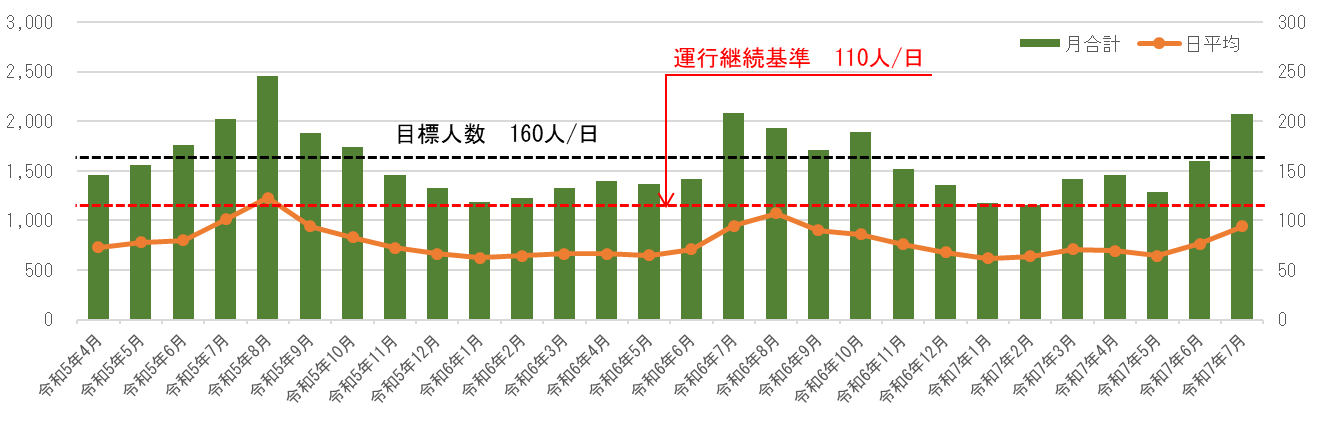 3,000
2,500
2,000
1,500
1,000
500
0
300
250
200
150
100
50
0
月合計
日平均
運行継続基準　110人/日
目標人数　160人/日
令和5年4月
令和5年5月
令和5年6月
令和5年7月
令和5年8月
令和5年9月
令和5年10月
令和5年11月
令和5年12月
令和6年1月
令和6年2月
令和6年3月
令和6年4月
令和6年5月
令和6年6月
令和6年7月
令和6年8月
令和6年9月
令和6年10月
令和6年11月
令和6年12月
令和7年1月
令和7年2月
令和7年3月
令和7年4月
令和7年5月
令和7年6月
令和7年7月